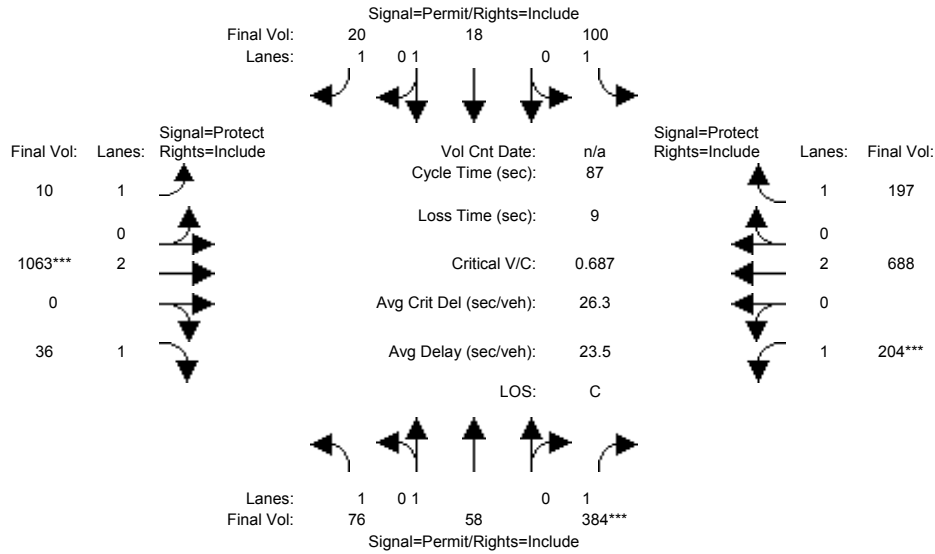 Signal=Permit/Rights=Include
Final Vol: 20 18 100
Lanes: 1 0 1 0 1
Signal=Protect
Final Vol: Lanes: Rights=Include
Vol Cnt Date: n/a
Signal=Protect
Rights=Include Lanes: Final Vol:
Cycle Time (sec): 87
10 1
1 197
Loss Time (sec): 9
0
0
1063*** 2
Critical V/C: 0.687
2 688
0
Avg Crit Del (sec/veh): 26.3
0
36 1
Avg Delay (sec/veh): 23.5
1 204***
LOS: C
Lanes: 1 0 1 0 1
Final Vol: 76 58 384***
Signal=Permit/Rights=Include